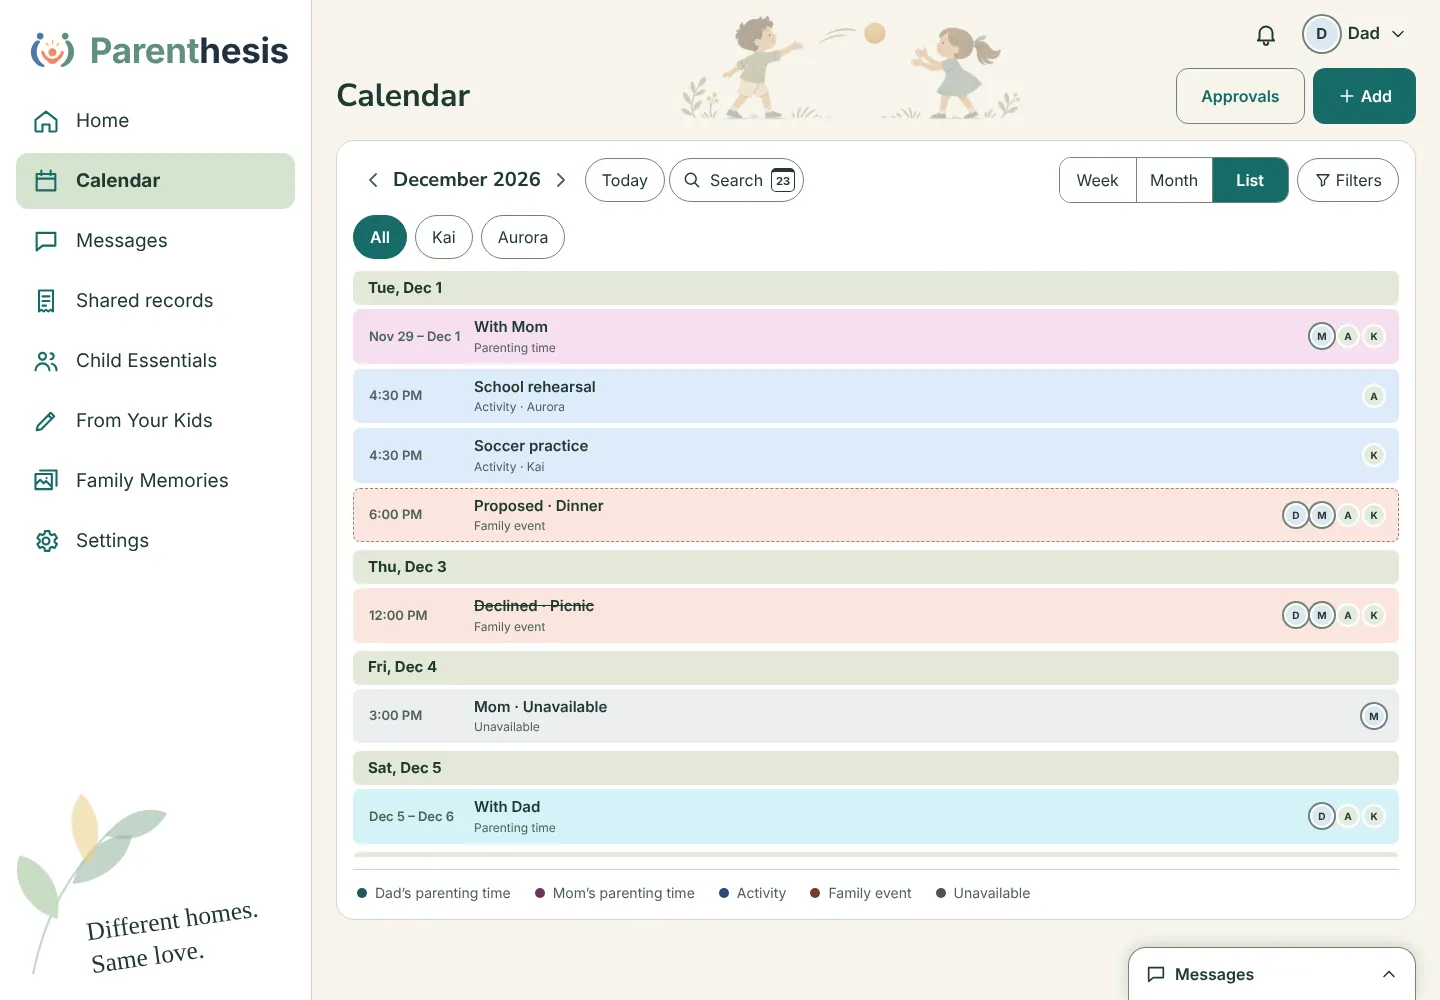 Parenthesis
Home
Calendar
Messages
Shared records
Child Essentials
From Your Kids
Family Memories
Settings
Different homes.
Same love.
D Dad
Calendar
Approvals
+ Add
December 2026
Today
Search 23
Week Month List
Filters
All Kai Aurora
Tue, Dec 1
Nov 29 – Dec 1 With Mom M A K
Parenting time
4:30 PM School rehearsal A
Activity · Aurora
4:30 PM Soccer practice K
Activity · Kai
6:00 PM Proposed · Dinner D M A K
Family event
Thu, Dec 3
12:00 PM Declined · Picnic D M A K
Family event
Fri, Dec 4
3:00 PM Mom · Unavailable M
Unavailable
Sat, Dec 5
Dec 5 – Dec 6 With Dad D A K
Parenting time
Dad's parenting time Mom's parenting time Activity Family event Unavailable
Messages